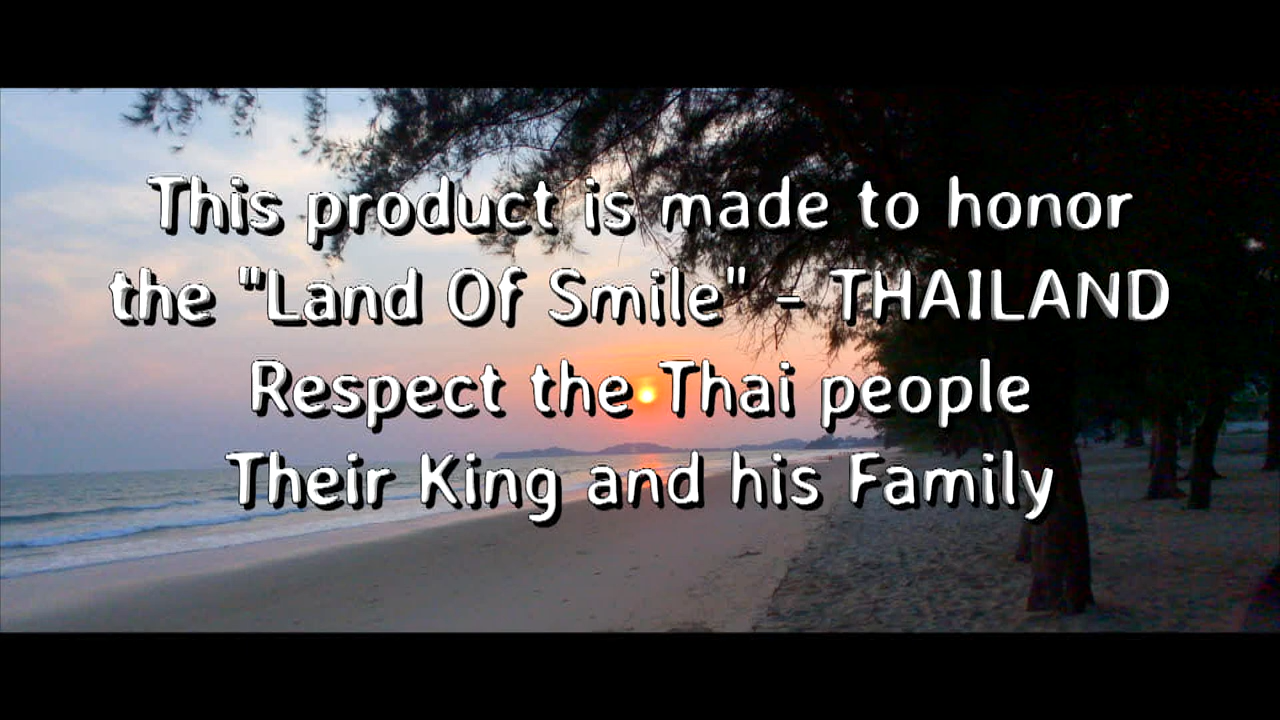 This product is made to honor
the "Land Of Smile" - THAILAND
Respect the Thai people
Their King and his Family